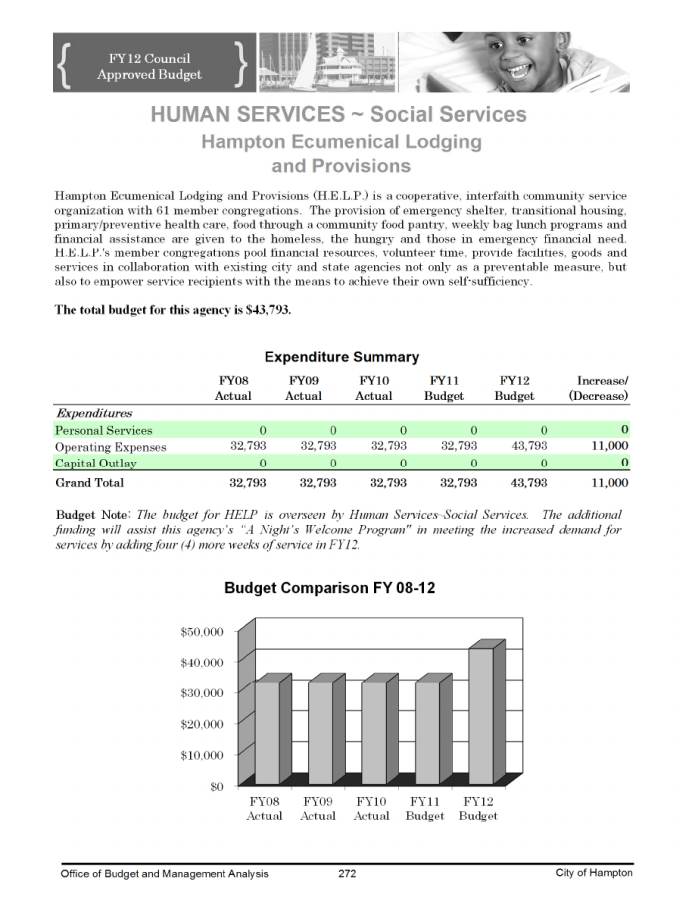 FY12 Council
Approved Budget
HUMAN SERVICES ~ Social Services
Hampton Ecumenical Lodging
and Provisions
Hampton Ecumenical Lodging and Provisions (H.E.L.P.) is a cooperative, interfaith community service
organization with 61 member congregations. The provision of emergency shelter, transitional housing,
primary/preventive health care, food through a community food pantry, weekly bag lunch programs and
financial assistance are given to the homeless, the hungry and those in emergency financial need.
H.E.L.P.'s member congregations pool financial resources, volunteer time, provide facilities, goods and
services in collaboration with existing city and state agencies not only as a preventable measure, but
also to empower service recipients with the means to achieve their own self-sufficiency.
The total budget for this agency is $43,793.
Expenditure Summary
FY08 FY09 FY10 FY11 FY12 Increase/
Actual Actual Actual Budget Budget (Decrease)
Expenditures
Personal Services 0 0 0 0 0 0
Operating Expenses 32,793 32,793 32,793 32,793 43,793 11,000
Capital Outlay 0 0 0 0 0 0
Grand Total 32,793 32,793 32,793 32,793 43,793 11,000
Budget Note: The budget for HELP is overseen by Human Services-Social Services. The additional
funding will assist this agency's "A Night's Welcome Program" in meeting the increased demand for
services by adding four (4) more weeks of service in FY12.
Budget Comparison FY 08-12
$50,000
$40,000
$30,000
$20,000
$10,000
$0
FY08 FY09 FY10 FY11 FY12
Actual Actual Actual Budget Budget
Office of Budget and Management Analysis 272 City of Hampton